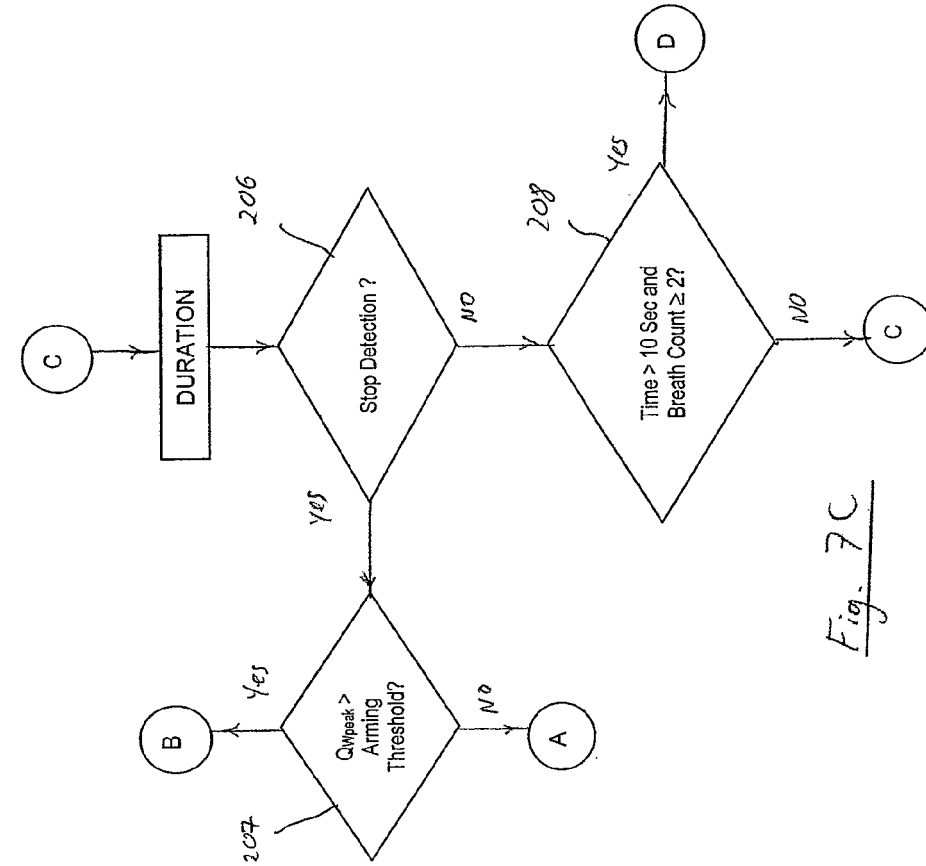 C
DURATION
206
Stop Detection ?
Yes
NO
207
QWpeak >
Arming
Threshold?
Yes
B
NO
A
208
Time > 10 Sec and
Breath Count ≥ 2?
Yes
D
NO
C
Fig. 7C